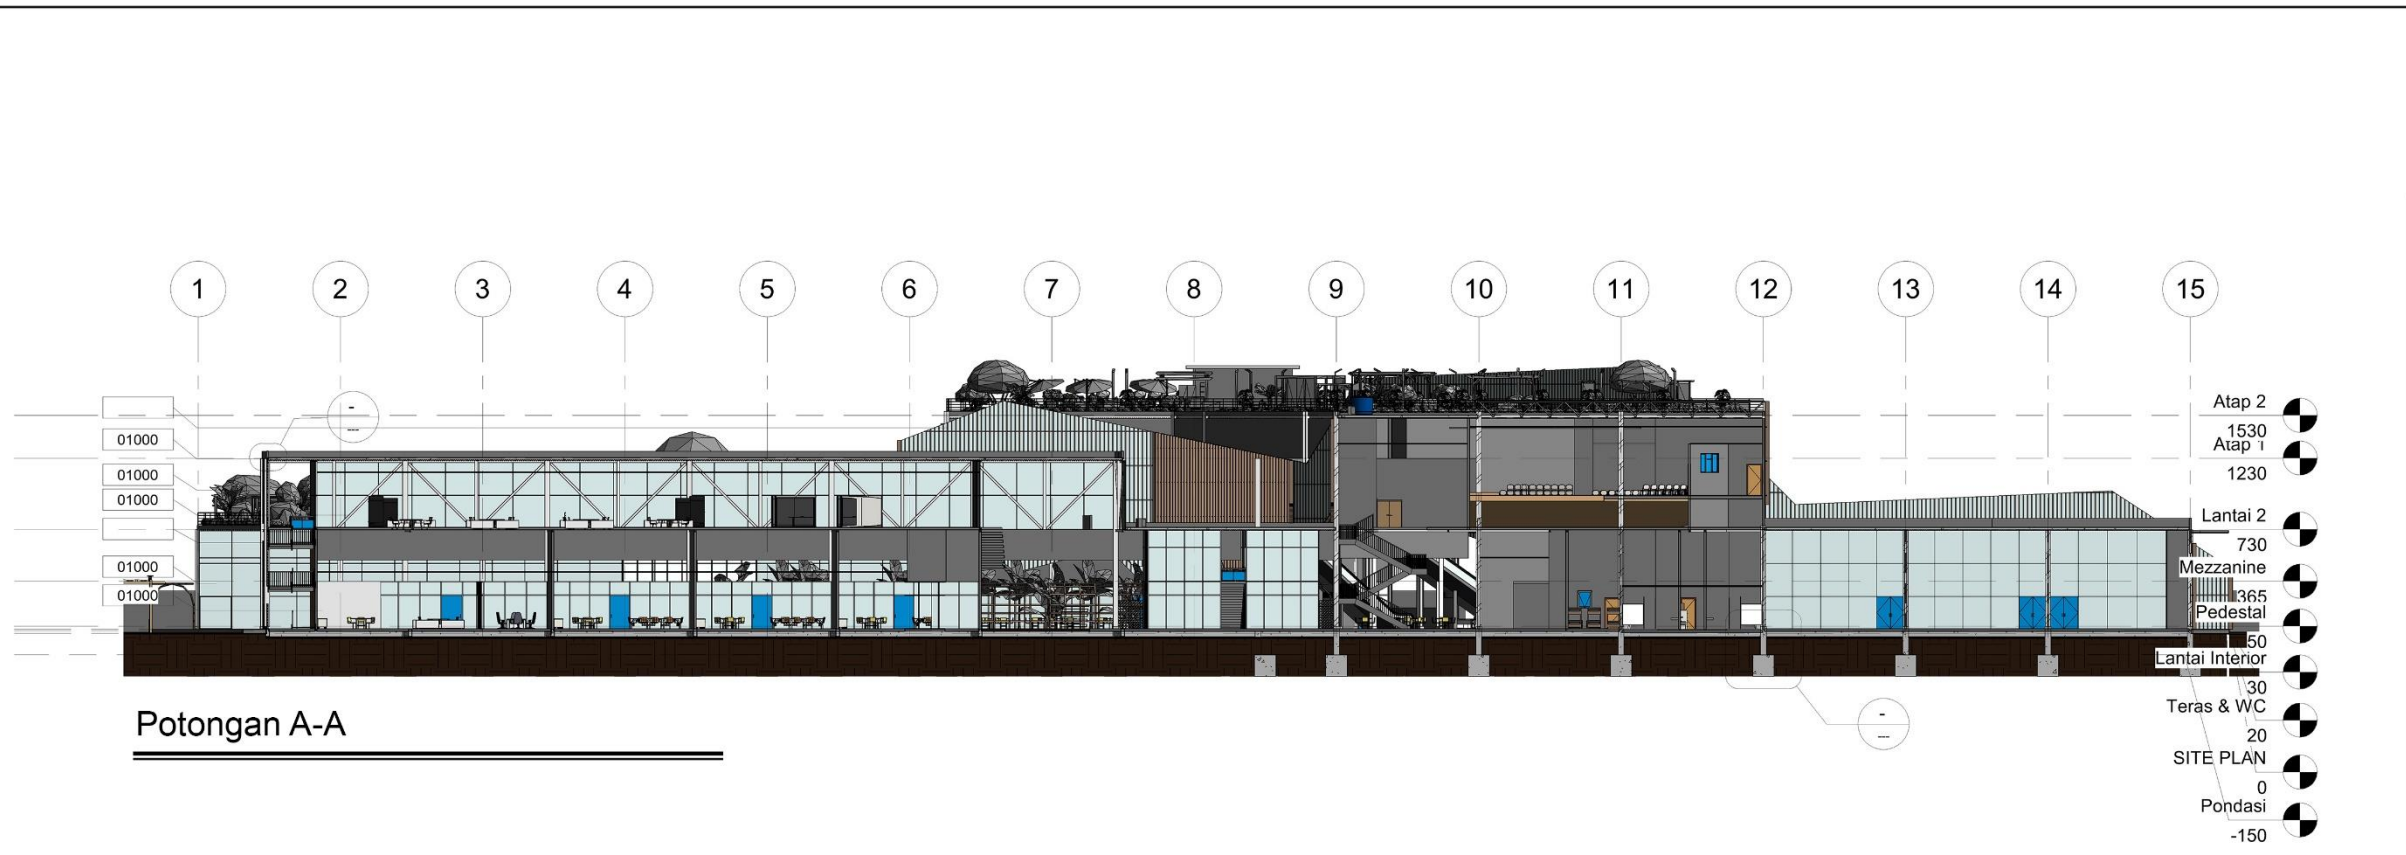 1 2 3 4 5 6 7 8 9 10 11 12 13 14 15
-
---
01000
01000
01000
01000
01000
Atap 2
1530
Atap 1
1230
Lantai 2
730
Mezzanine
365
Pedestal
50
Lantai Interior
30
Teras & WC
20
SITE PLAN
0
Pondasi
-150
-
---
Potongan A-A